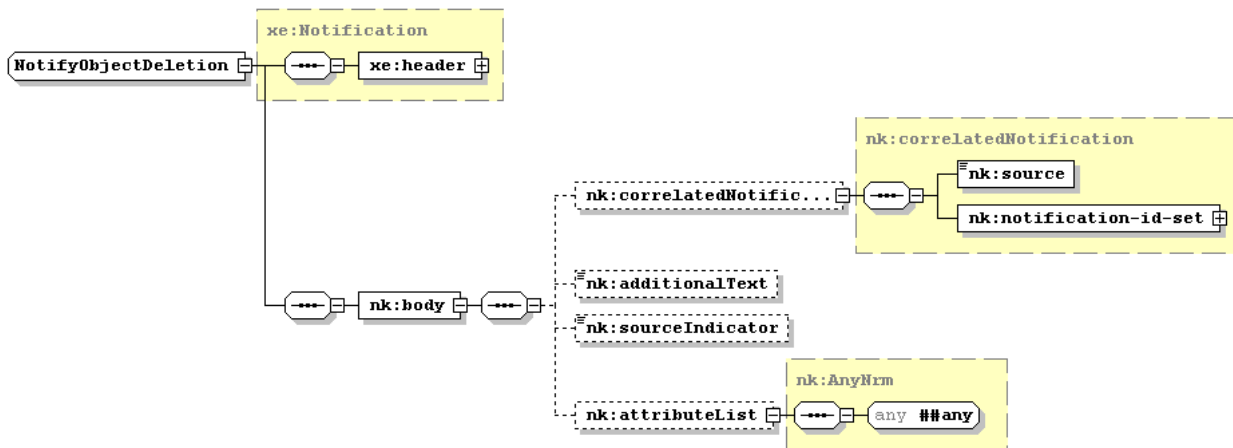 xe:Notification
NotifyObjectDeletion
xe:header
nk:correlatedNotification
nk:source
nk:correlatedNotific...
nk:notification-id-set
nk:additionalText
nk:body
nk:sourceIndicator
nk:AnyNrm
nk:attributeList
any ##any